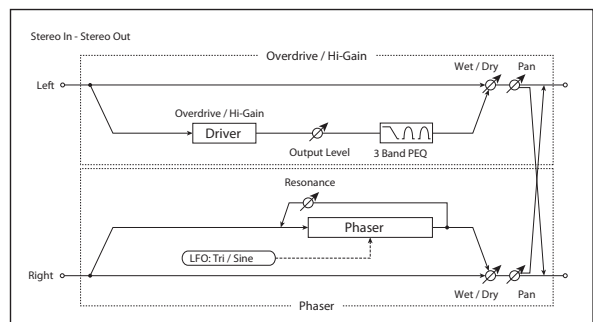 Stereo In - Stereo Out
Overdrive / Hi-Gain
Wet / Dry
Pan
Left
Overdrive / Hi-Gain
Driver
Output Level
3 Band PEQ
Resonance
Phaser
LFO: Tri / Sine
Right
Wet / Dry
Pan
Phaser